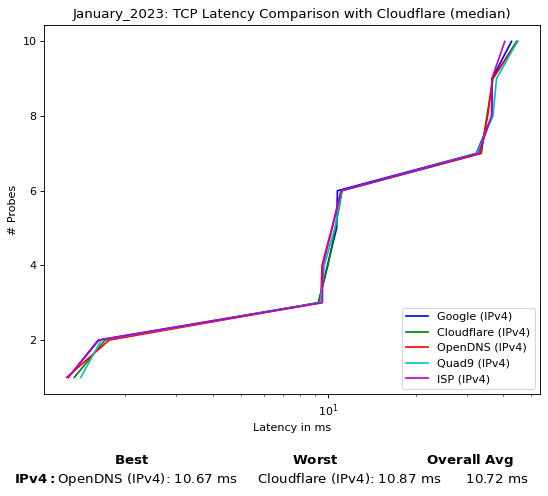 January_2023: TCP Latency Comparison with Cloudflare (median)
10
8
6
4
2
# Probes
10¹
Latency in ms
Google (IPv4)
Cloudflare (IPv4)
OpenDNS (IPv4)
Quad9 (IPv4)
ISP (IPv4)
Best Worst Overall Avg
IPv4: OpenDNS (IPv4): 10.67 ms Cloudflare (IPv4): 10.87 ms 10.72 ms